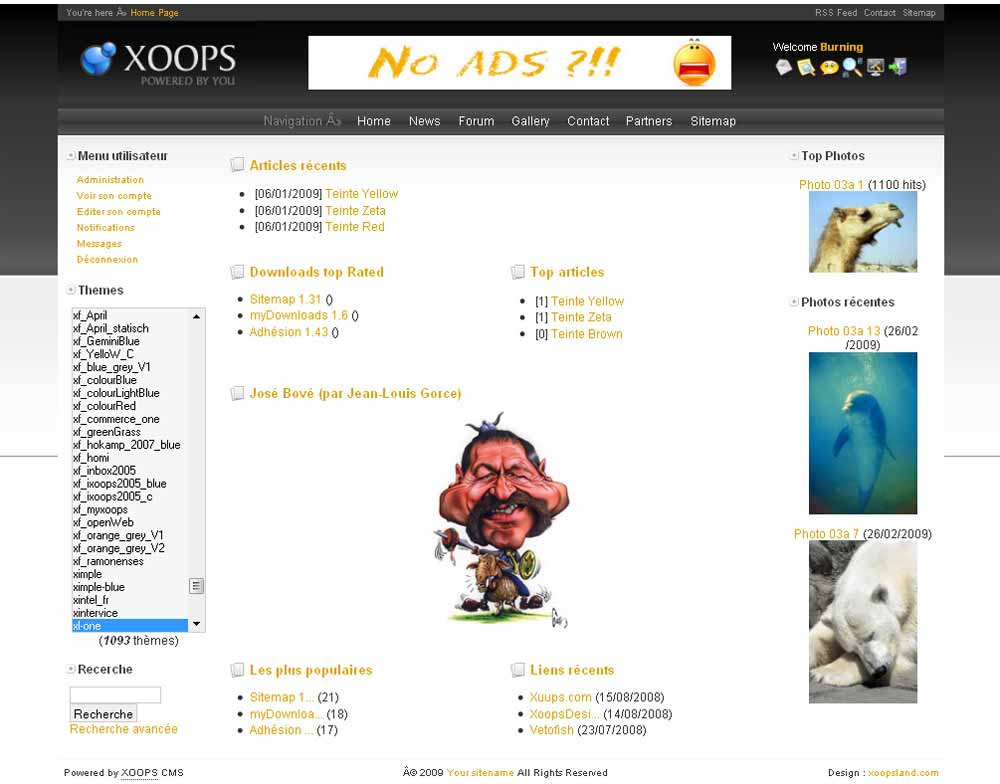 You're here Â» Home Page
RSS Feed Contact Sitemap
XOOPS
POWERED BY YOU
NO ADS ?!!
Welcome Burning
Navigation Â» Home News Forum Gallery Contact Partners Sitemap
Menu utilisateur
Administration
Voir son compte
Editer son compte
Notifications
Messages
Déconnexion
Themes
xf_April
xf_April_statisch
xf_GeminiBlue
xf_YelloW_C
xf_blue_grey_V1
xf_colourBlue
xf_colourLightBlue
xf_colourRed
xf_commerce_one
xf_greenGrass
xf_hokamp_2007_blue
xf_homi
xf_inbox2005
xf_ixoops2005_blue
xf_ixoops2005_c
xf_myxoops
xf_openWeb
xf_orange_grey_V1
xf_orange_grey_V2
xf_ramonenses
ximple
ximple-blue
xintel_fr
xintervice
xl-one
(1093 thèmes)
Recerche
Recherche
Recherche avancée
Articles récents
[06/01/2009] Teinte Yellow
[06/01/2009] Teinte Zeta
[06/01/2009] Teinte Red
Downloads top Rated
Sitemap 1.31 ()
myDownloads 1.6 ()
Adhésion 1.43 ()
Top articles
[1] Teinte Yellow
[1] Teinte Zeta
[0] Teinte Brown
José Bové (par Jean-Louis Gorce)
Les plus populaires
Sitemap 1... (21)
myDownloa... (18)
Adhésion ... (17)
Liens récents
Xuups.com (15/08/2008)
XoopsDesi... (14/08/2008)
Vetofish (23/07/2008)
Top Photos
Photo 03a 1 (1100 hits)
Photos récentes
Photo 03a 13 (26/02
/2009)
Photo 03a 7 (26/02/2009)
Powered by XOOPS CMS
Â© 2009 Your sitename All Rights Reserved
Design : xoopsland.com